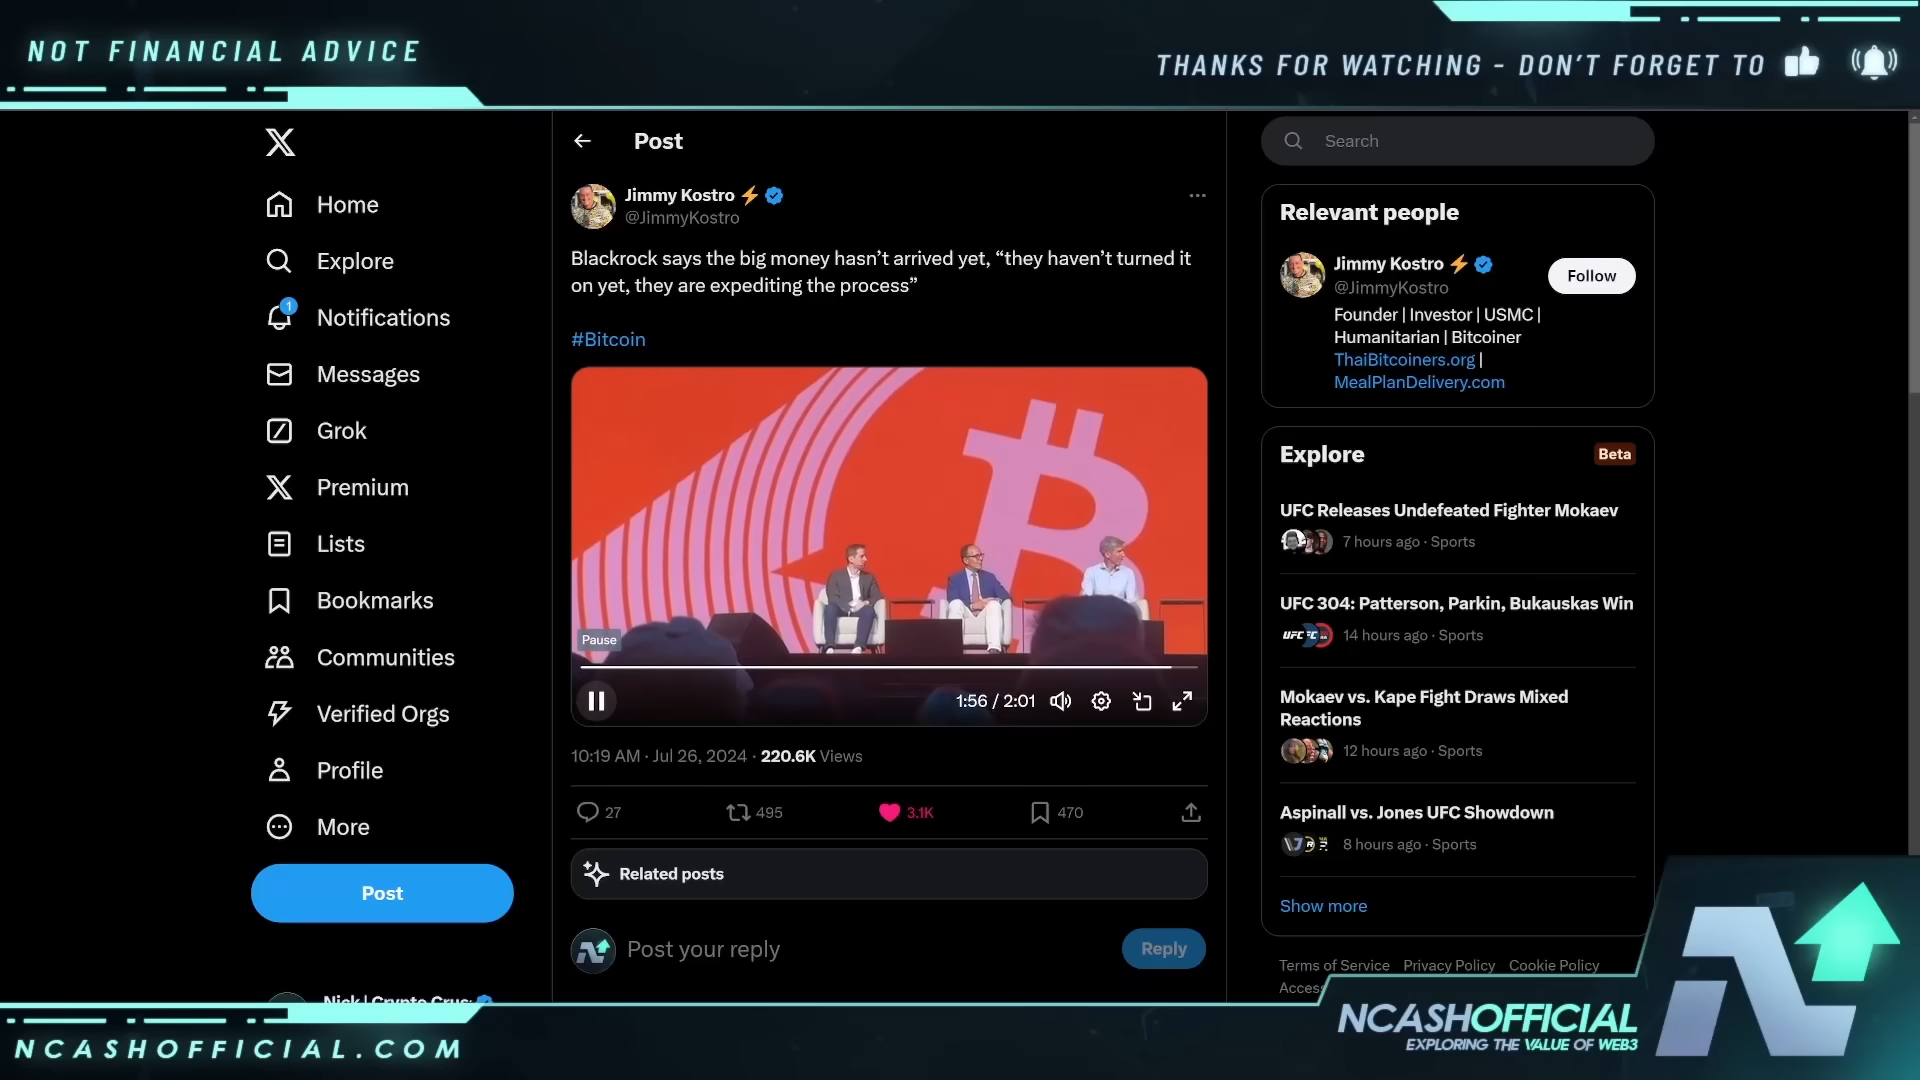 NOT FINANCIAL ADVICE
THANKS FOR WATCHING - DON'T FORGET TO
Home
Explore
Notifications
1
Messages
Grok
Premium
Lists
Bookmarks
Communities
Verified Orgs
Profile
More
Post
Nick | Crypto
Post
Jimmy Kostro ⚡
@JimmyKostro
Blackrock says the big money hasn’t arrived yet, “they haven’t turned it
on yet, they are expediting the process”
#Bitcoin
Pause
1:56 / 2:01
10:19 AM · Jul 26, 2024 · 220.6K Views
27
495
3.1K
470
Related posts
Post your reply
Reply
Search
Relevant people
Jimmy Kostro ⚡
@JimmyKostro
Follow
Founder | Investor | USMC |
Humanitarian | Bitcoiner
ThaiBitcoiners.org |
MealPlanDelivery.com
Explore
Beta
UFC Releases Undefeated Fighter Mokaev
7 hours ago · Sports
UFC 304: Patterson, Parkin, Bukauskas Win
14 hours ago · Sports
Mokaev vs. Kape Fight Draws Mixed
Reactions
12 hours ago · Sports
Aspinall vs. Jones UFC Showdown
8 hours ago · Sports
Show more
Terms of Service Privacy Policy Cookie Policy
Access
NCASHOFFICIAL.COM
NCASHOFFICIAL
EXPLORING THE VALUE OF WEB3